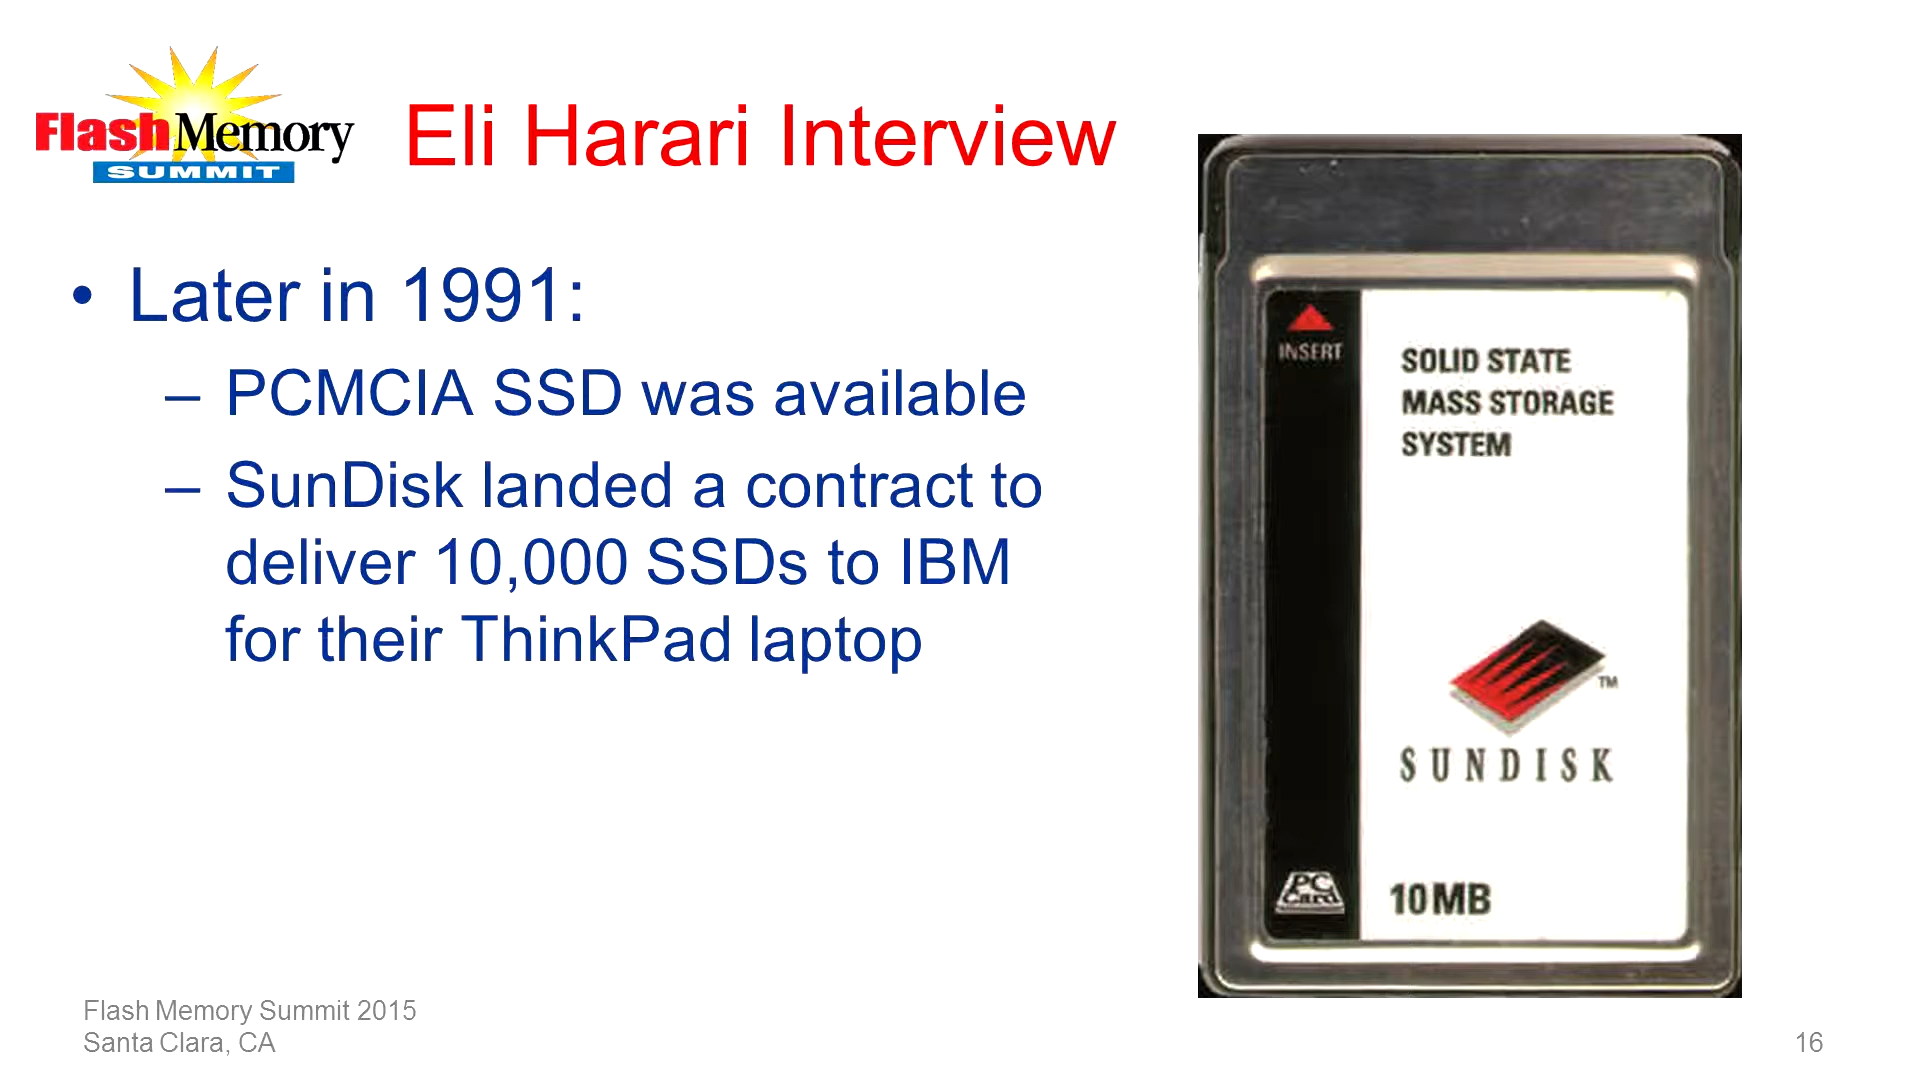 FlashMemory
SUMMIT
Eli Harari Interview
• Later in 1991:
– PCMCIA SSD was available
– SunDisk landed a contract to
deliver 10,000 SSDs to IBM
for their ThinkPad laptop
INSERT
SOLID STATE
MASS STORAGE
SYSTEM
TM
SUNDISK
PC
Card
10MB
Flash Memory Summit 2015
Santa Clara, CA
16